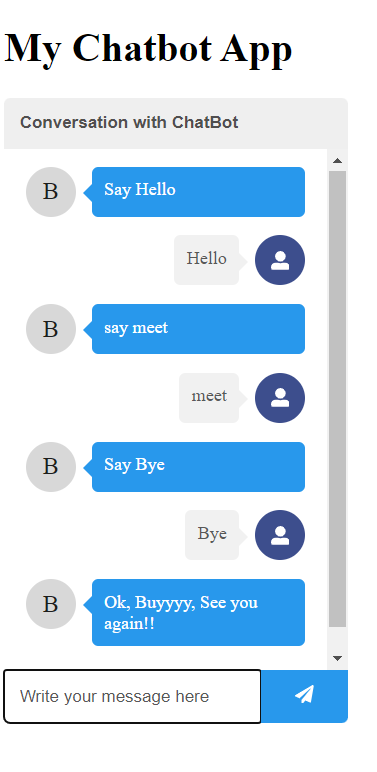 My Chatbot App
Conversation with ChatBot
B
Say Hello
Hello
B
say meet
meet
B
Say Bye
Bye
B
Ok, Buyyyy, See you
again!!
Write your message here